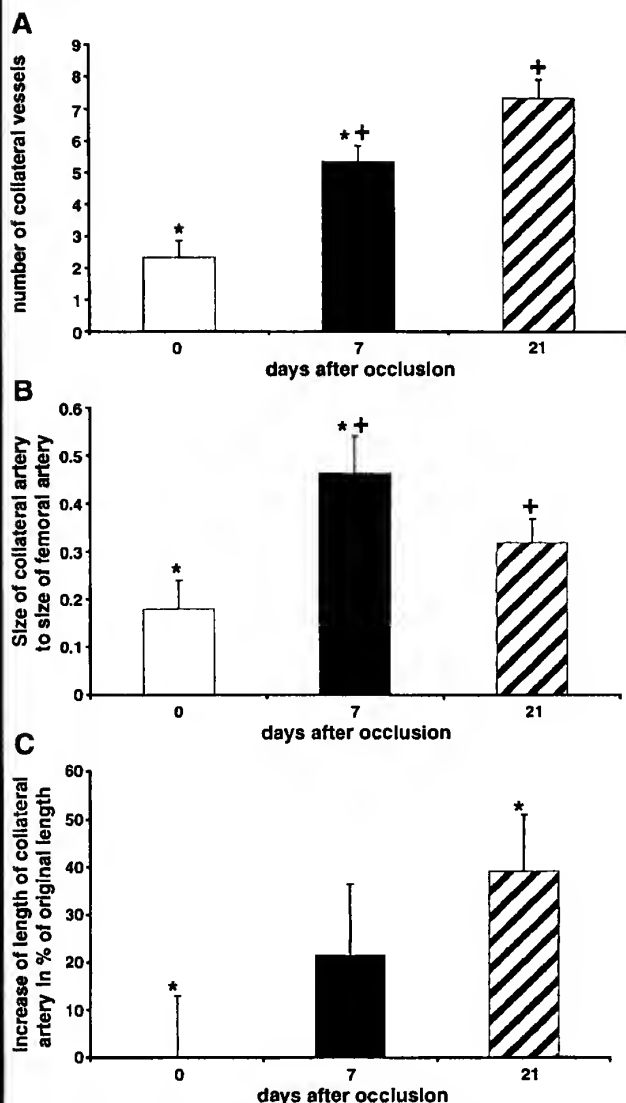 A
number of collateral vessels
9
8
7
6
5
4
3
2
1
0
*
* +
+
0 7 21
days after occlusion
B
Size of collateral artery
to size of femoral artery
0.6
0.5
0.4
0.3
0.2
0.1
0
*
* +
+
0 7 21
days after occlusion
C
Increase of length of collateral
artery in % of original length
60
50
40
30
20
10
0
*
*
0 7 21
days after occlusion